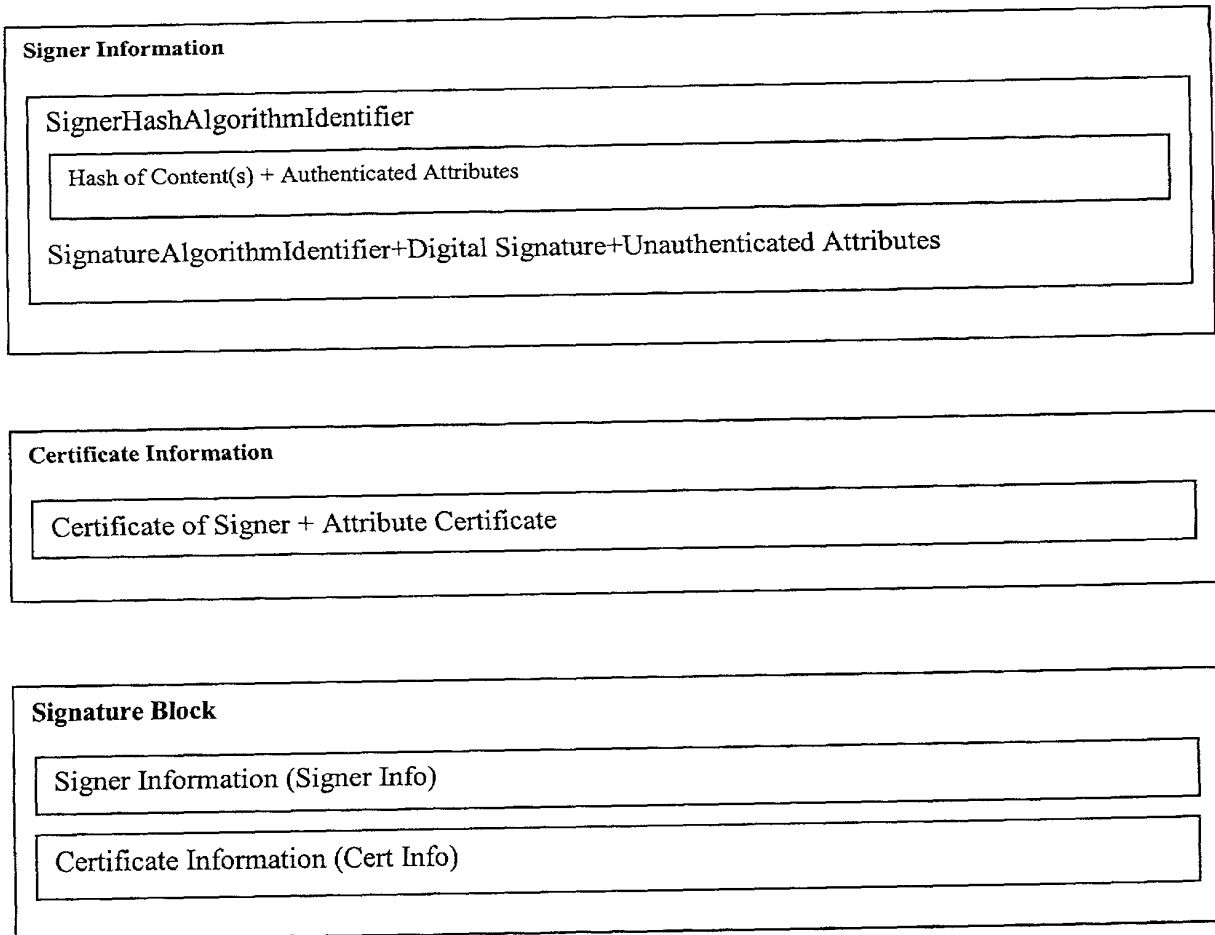 Signer Information
SignerHashAlgorithmIdentifier
Hash of Content(s) + Authenticated Attributes
SignatureAlgorithmIdentifier+Digital Signature+Unauthenticated Attributes
Certificate Information
Certificate of Signer + Attribute Certificate
Signature Block
Signer Information (Signer Info)
Certificate Information (Cert Info)